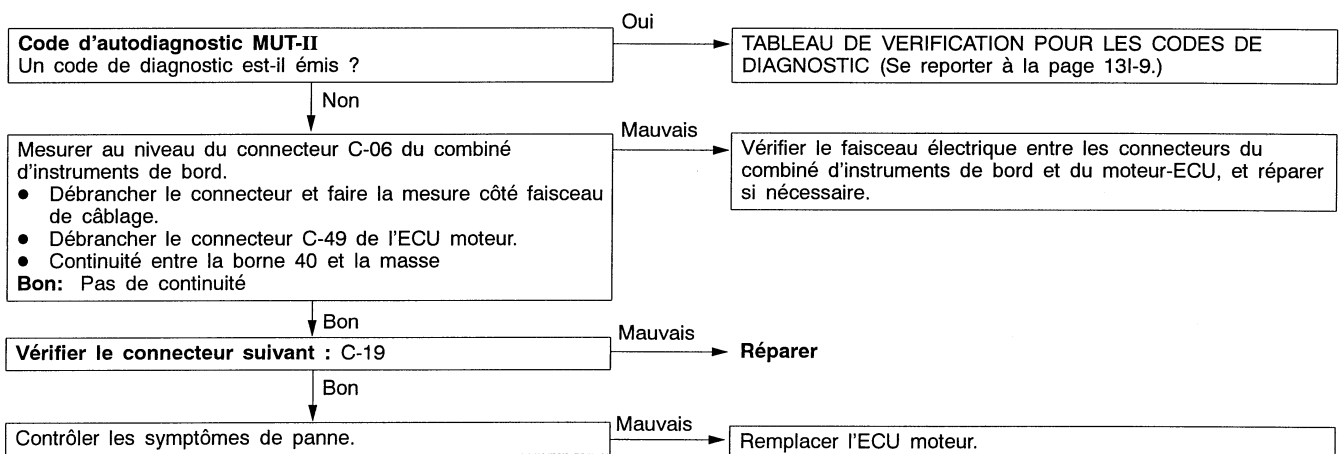 Oui
Code d'autodiagnostic MUT-II
Un code de diagnostic est-il émis ?
TABLEAU DE VERIFICATION POUR LES CODES DE
DIAGNOSTIC (Se reporter à la page 13I-9.)
Non
Mesurer au niveau du connecteur C-06 du combiné
d'instruments de bord.
● Débrancher le connecteur et faire la mesure côté faisceau
de câblage.
● Débrancher le connecteur C-49 de l'ECU moteur.
● Continuité entre la borne 40 et la masse
Bon: Pas de continuité
Mauvais
Vérifier le faisceau électrique entre les connecteurs du
combiné d'instruments de bord et du moteur-ECU, et réparer
si nécessaire.
Bon
Vérifier le connecteur suivant : C-19
Mauvais
Réparer
Bon
Contrôler les symptômes de panne.
Mauvais
Remplacer l'ECU moteur.